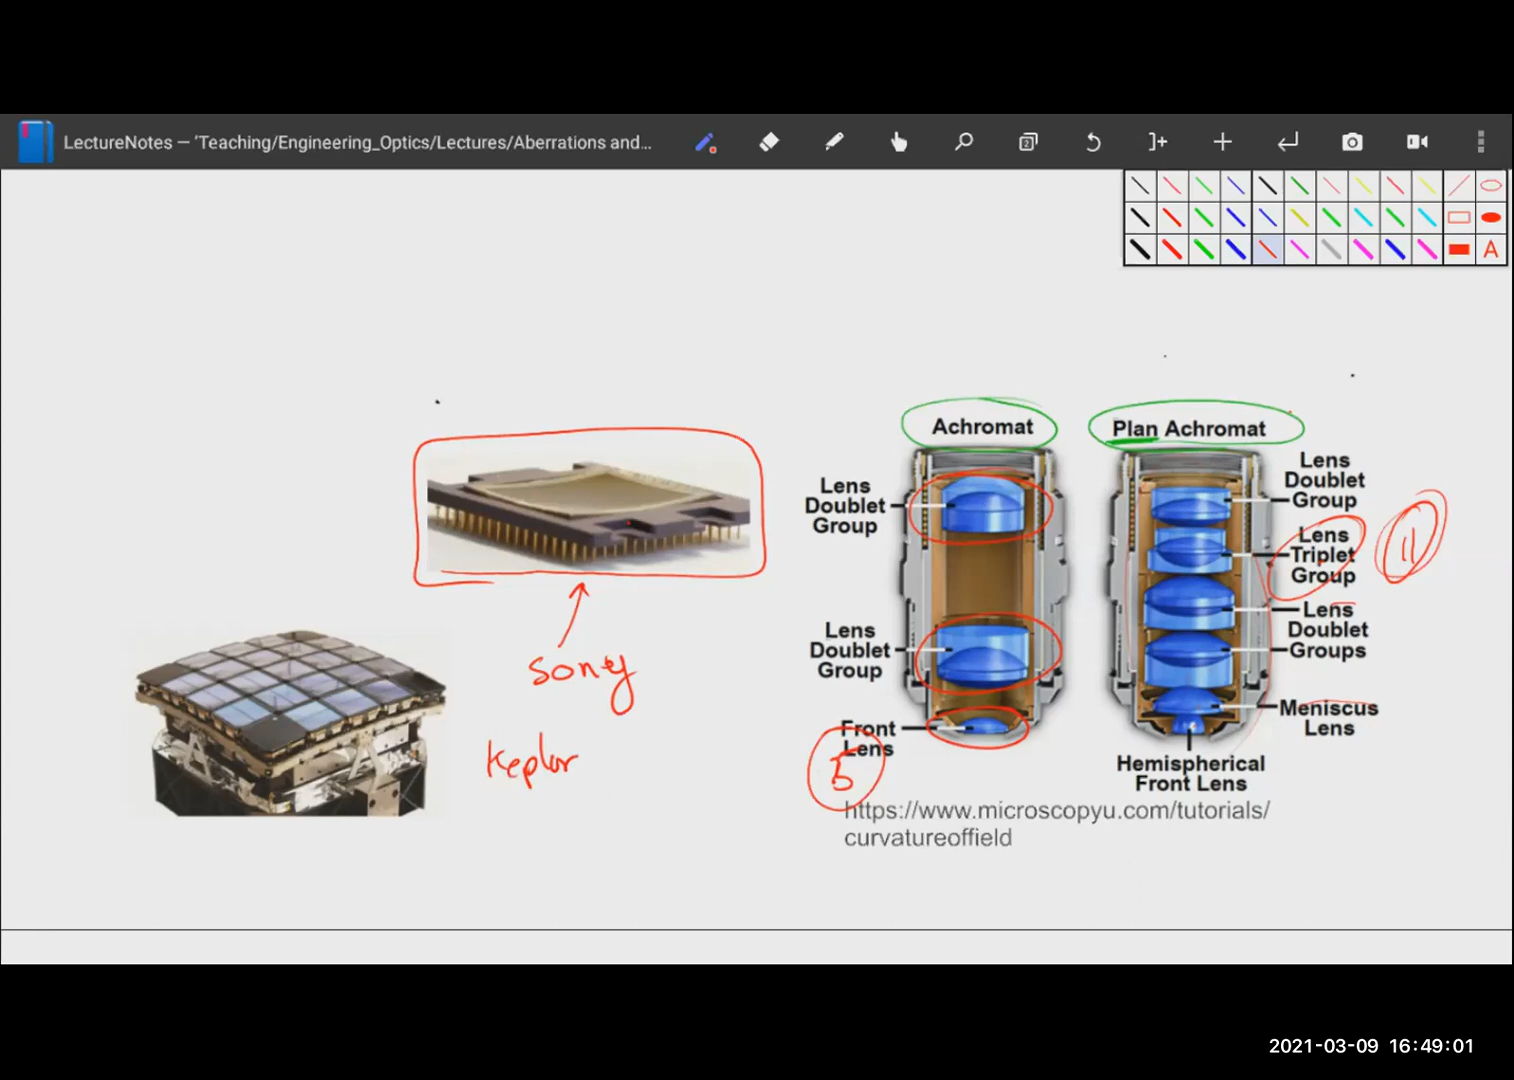 LectureNotes — ‘Teaching/Engineering_Optics/Lectures/Aberrations and...
2
A
Achromat
Plan Achromat
Lens
Doublet
Group
Lens
Doublet
Group
Front
Lens
5
Lens
Doublet
Group
Lens
Triplet
Group
11
Lens
Doublet
Groups
Meniscus
Lens
Hemispherical
Front Lens
https://www.microscopyu.com/tutorials/
curvatureoffield
Sony
Keplar
2021-03-09 16:49:01